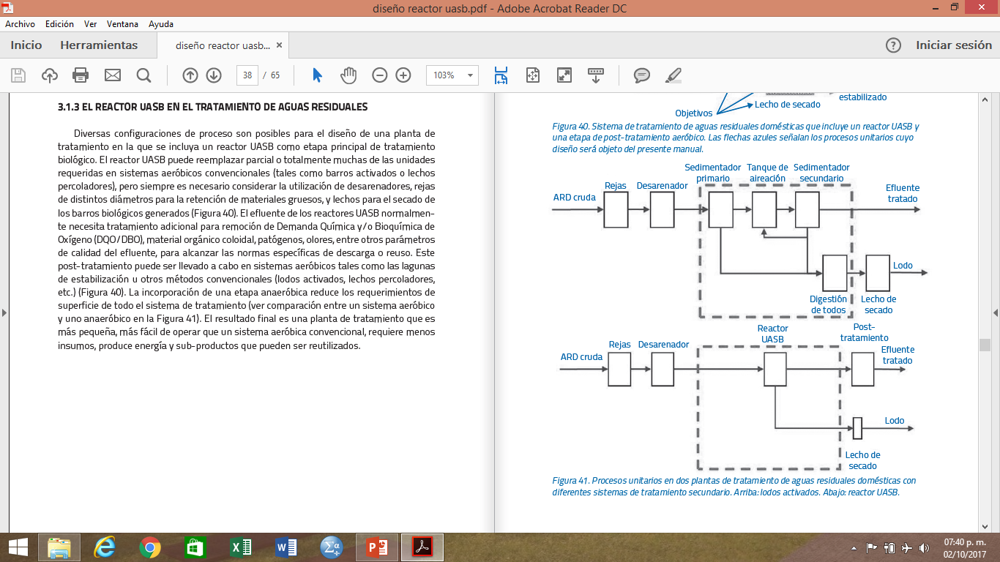 diseño reactor uasb.pdf - Adobe Acrobat Reader DC
Archivo Edición Ver Ventana Ayuda
Inicio Herramientas diseño reactor uasb... × ? Iniciar sesión
38 / 65 103%
3.1.3 EL REACTOR UASB EN EL TRATAMIENTO DE AGUAS RESIDUALES
Diversas configuraciones de proceso son posibles para el diseño de una planta de
tratamiento en la que se incluya un reactor UASB como etapa principal de tratamiento
biológico. El reactor UASB puede reemplazar parcial o totalmente muchas de las unidades
requeridas en sistemas aeróbicos convencionales (tales como barros activados o lechos
percoladores), pero siempre es necesario considerar la utilización de desarenadores, rejas
de distintos diámetros para la retención de materiales gruesos, y lechos para el secado de
los barros biológicos generados (Figura 40). El efluente de los reactores UASB normalmen-
te necesita tratamiento adicional para remoción de Demanda Química y/o Bioquímica de
Oxígeno (DQO/DBO), material orgánico coloidal, patógenos, olores, entre otros parámetros
de calidad del efluente, para alcanzar las normas específicas de descarga o reuso. Este
post-tratamiento puede ser llevado a cabo en sistemas aeróbicos tales como las lagunas
de estabilización u otros métodos convencionales (lodos activados, lechos percoladores,
etc.) (Figura 40). La incorporación de una etapa anaeróbica reduce los requerimientos de
superficie de todo el sistema de tratamiento (ver comparación entre un sistema aeróbico
y uno anaeróbico en la Figura 41). El resultado final es una planta de tratamiento que es
más pequeña, más fácil de operar que un sistema aeróbica convencional, requiere menos
insumos, produce energía y sub-productos que pueden ser reutilizados.
estabilizado
Lecho de secado
Objetivos
Figura 40. Sistema de tratamiento de aguas residuales domésticas que incluye un reactor UASB y
una etapa de post-tratamiento aeróbico. Las flechas azules señalan los procesos unitarios cuyo
diseño será objeto del presente manual.
Sedimentador
primario
Tanque de
aireación
Sedimentador
secundario
Rejas
Desarenador
ARD cruda
Efluente
tratado
Lodo
Digestión
de todos
Lecho de
secado
Reactor
UASB
Post-
tratamiento
Rejas
Desarenador
ARD cruda
Efluente
tratado
Lodo
Lecho de
secado
Figura 41. Procesos unitarios en dos plantas de tratamiento de aguas residuales domésticas con
diferentes sistemas de tratamiento secundario. Arriba: lodos activados. Abajo: reactor UASB.
07:40 p. m.
02/10/2017